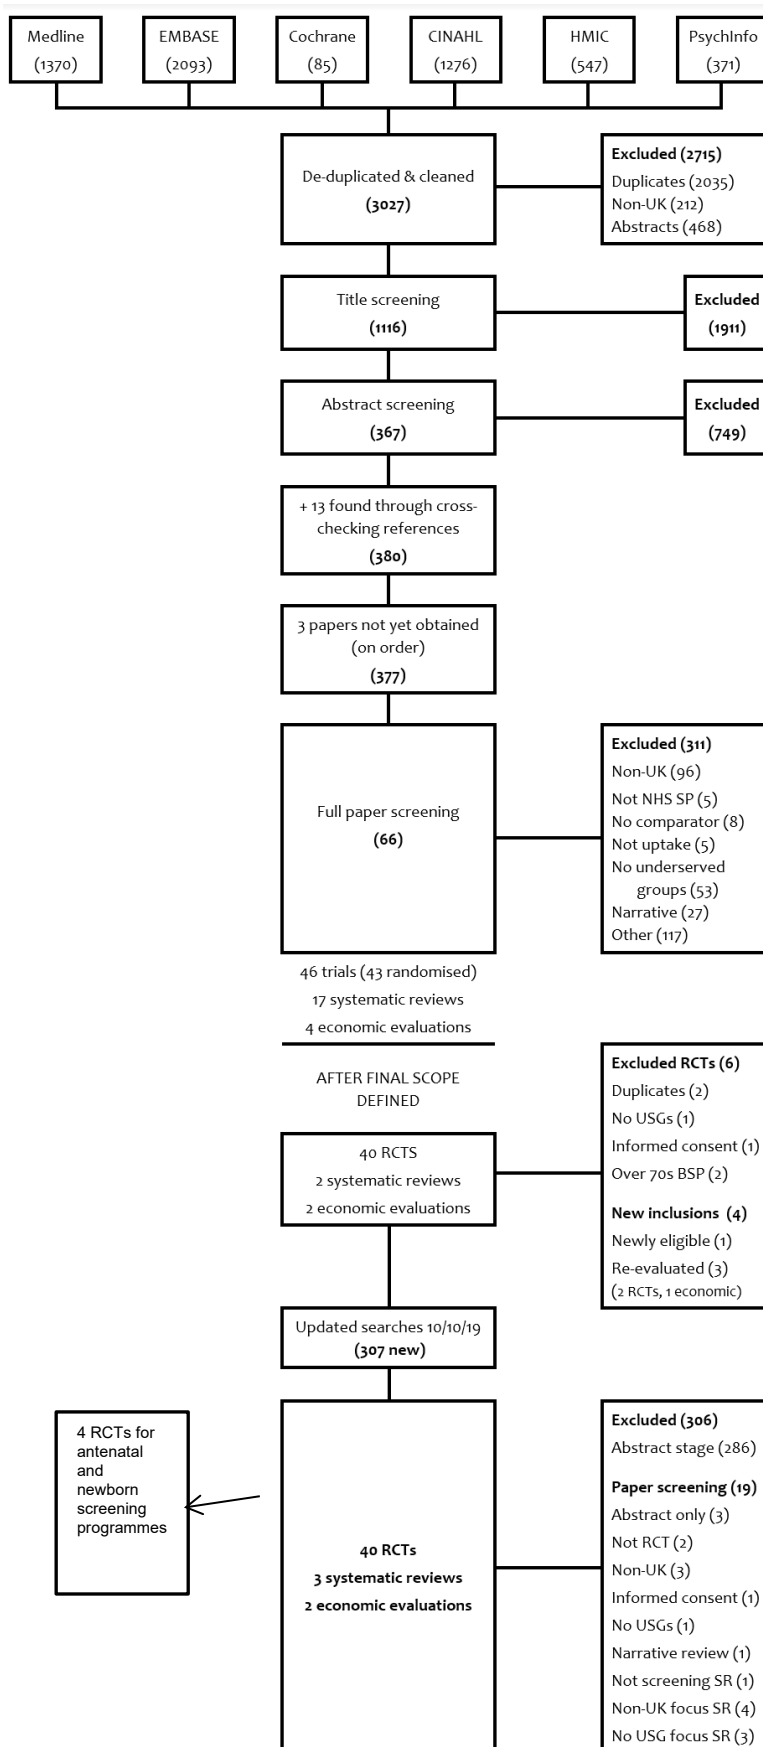 Medline
(1370)
EMBASE
(2093)
Cochrane
(85)
CINAHL
(1276)
HMIC
(547)
PsychInfo
(371)
De-duplicated & cleaned
(3027)
Excluded (2715)
Duplicates (2035)
Non-UK (212)
Abstracts (468)
Title screening
(1116)
Excluded
(1911)
Abstract screening
(367)
Excluded
(749)
+ 13 found through cross-
checking references
(380)
3 papers not yet obtained
(on order)
(377)
Full paper screening
(66)
Excluded (311)
Non-UK (96)
Not NHS SP (5)
No comparator (8)
Not uptake (5)
No underserved
groups (53)
Narrative (27)
Other (117)
46 trials (43 randomised)
17 systematic reviews
4 economic evaluations
AFTER FINAL SCOPE
DEFINED
40 RCTS
2 systematic reviews
2 economic evaluations
Excluded RCTs (6)
Duplicates (2)
No USGs (1)
Informed consent (1)
Over 70s BSP (2)
New inclusions (4)
Newly eligible (1)
Re-evaluated (3)
(2 RCTs, 1 economic)
Updated searches 10/10/19
(307 new)
4 RCTs for
antenatal
and
newborn
screening
programmes
40 RCTs
3 systematic reviews
2 economic evaluations
Excluded (306)
Abstract stage (286)
Paper screening (19)
Abstract only (3)
Not RCT (2)
Non-UK (3)
Informed consent (1)
No USGs (1)
Narrative review (1)
Not screening SR (1)
Non-UK focus SR (4)
No USG focus SR (3)